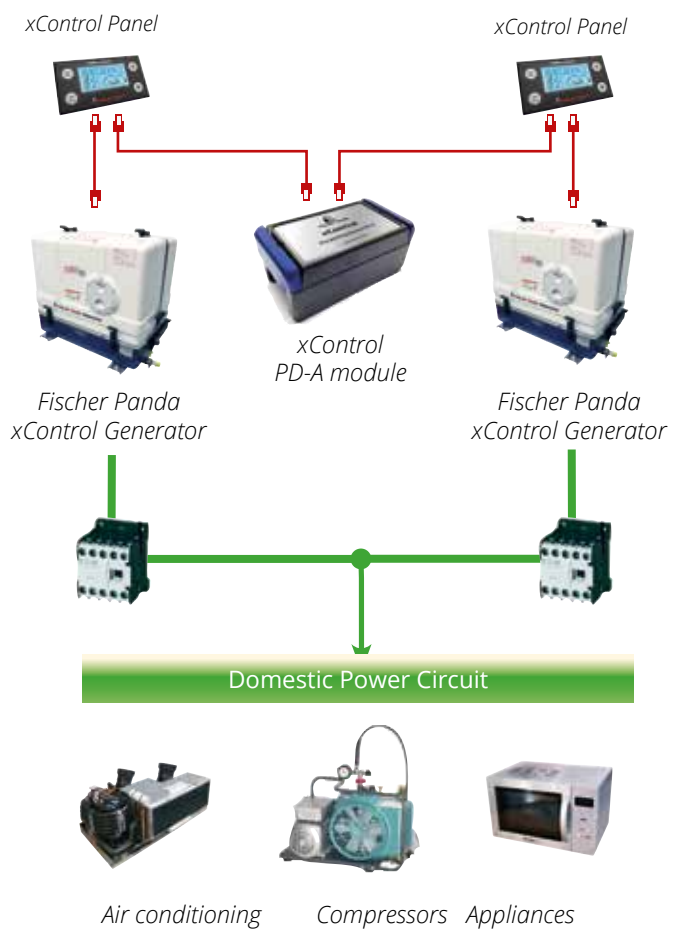 xControl Panel
xControl Panel
xControl
PD-A module
Fischer Panda
xControl Generator
Fischer Panda
xControl Generator
Domestic Power Circuit
Air conditioning
Compressors
Appliances